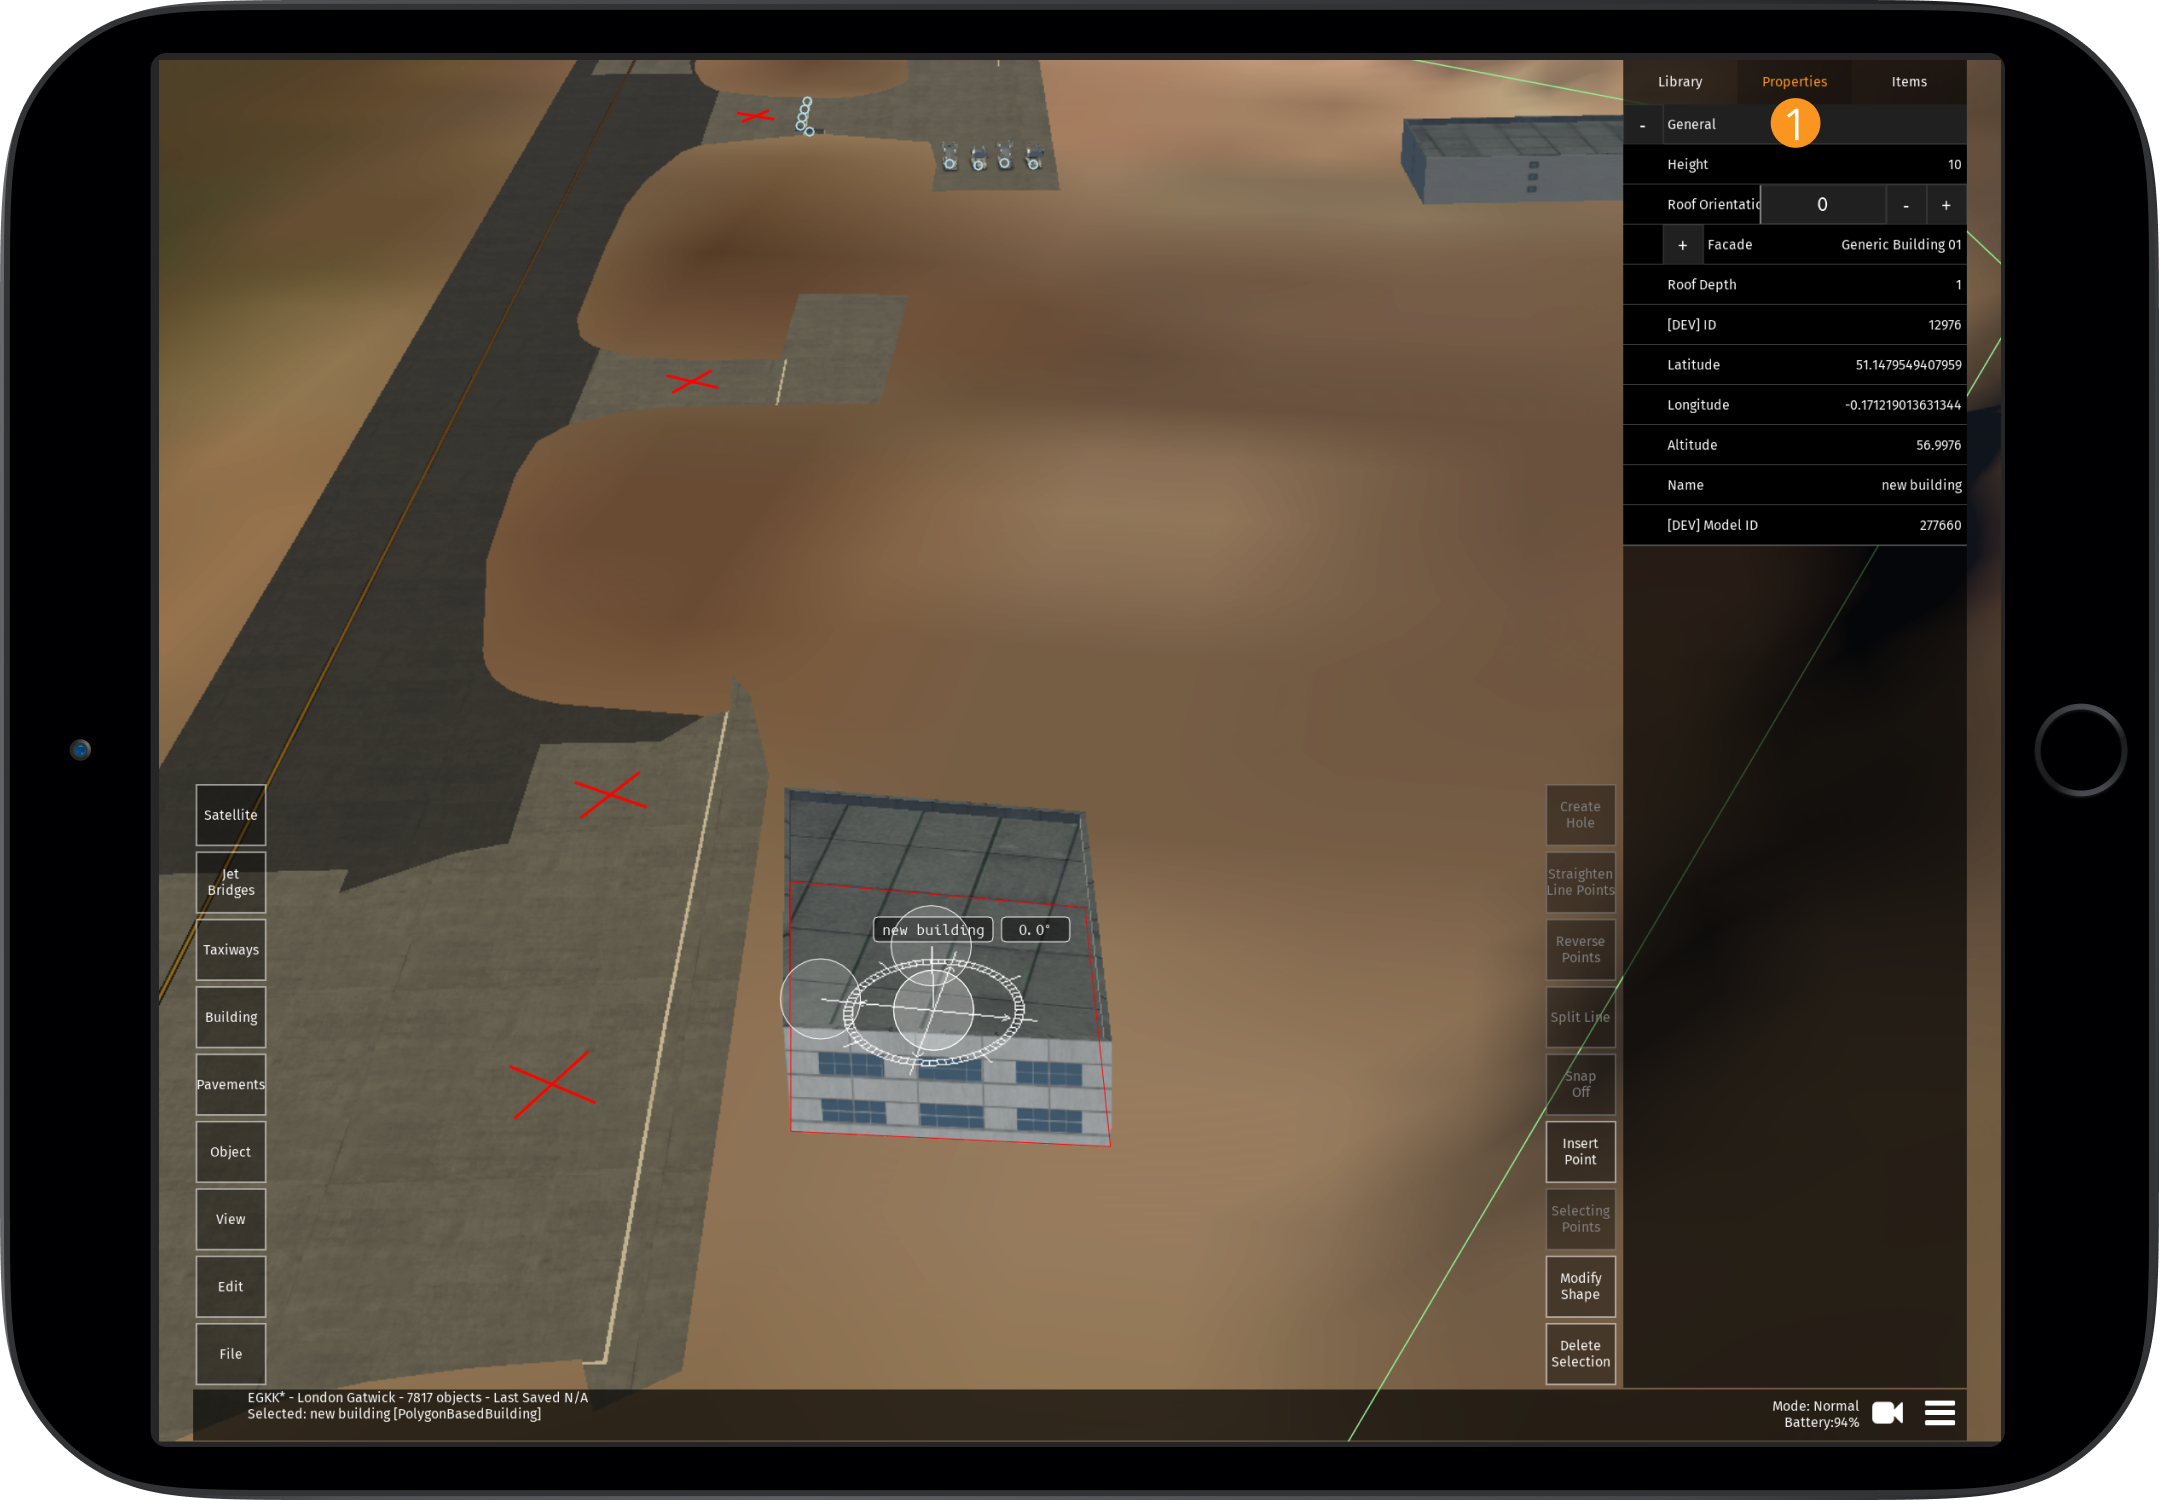 Library
Properties
Items
1
- General
Height 10
Roof Orientatio 0 - +
+ Facade Generic Building 01
Roof Depth 1
[DEV] ID 12976
Latitude 51.1479549407959
Longitude -0.171219013631344
Altitude 56.9976
Name new building
[DEV] Model ID 277660
Satellite
Jet
Bridges
Taxiways
Building
Pavements
Object
View
Edit
File
new building
0.0°
Create
Hole
Straighten
Line Points
Reverse
Points
Split Line
Snap
Off
Insert
Point
Selecting
Points
Modify
Shape
Delete
Selection
EGKK* - London Gatwick - 7817 objects - Last Saved N/A
Selected: new building [PolygonBasedBuilding]
Mode: Normal
Battery:94%